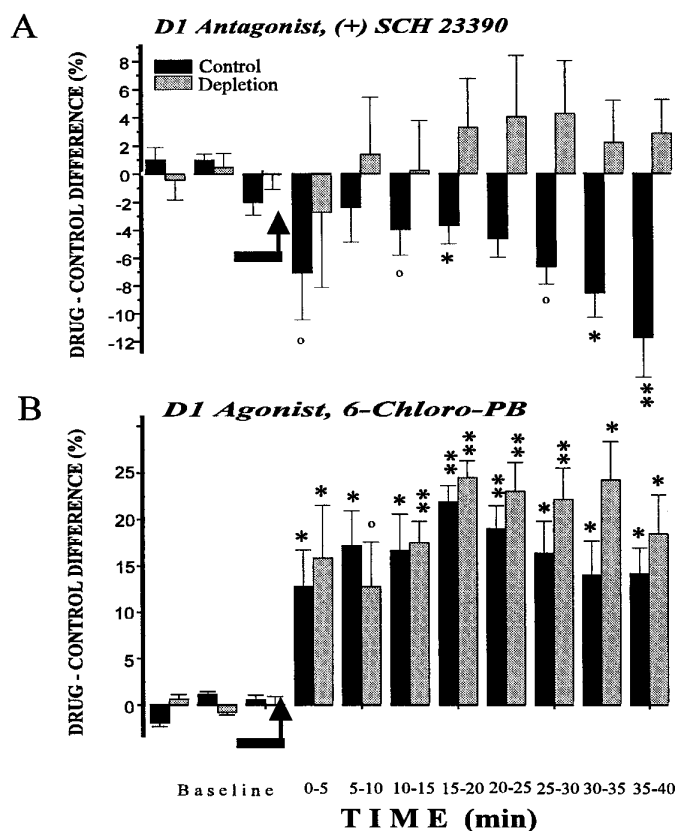 A
D1 Antagonist, (+) SCH 23390
DRUG - CONTROL DIFFERENCE (%)
8
6
4
2
0
-2
-4
-6
-8
-10
-12
Control
Depletion
o
o
*
o
*
**
B
D1 Agonist, 6-Chloro-PB
DRUG - CONTROL DIFFERENCE (%)
25
20
15
10
5
0
* * * o * ** ** ** ** ** * ** * * * *
Baseline 0-5 5-10 10-15 15-20 20-25 25-30 30-35 35-40
TIME (min)